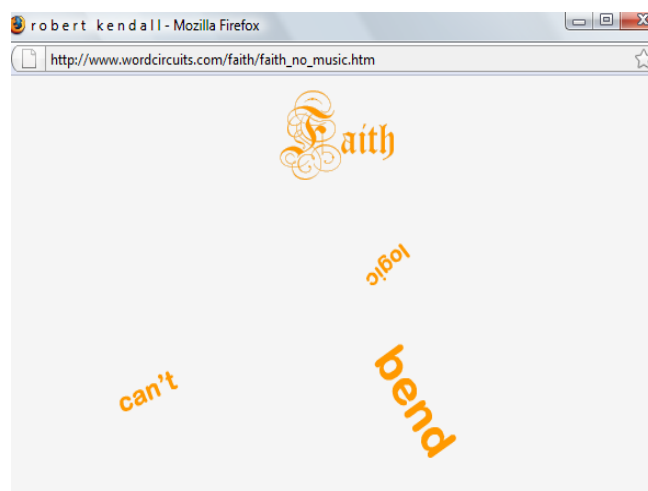 robert kendall - Mozilla Firefox
http://www.wordcircuits.com/faith/faith_no_music.htm
Faith
logic
can't
bend